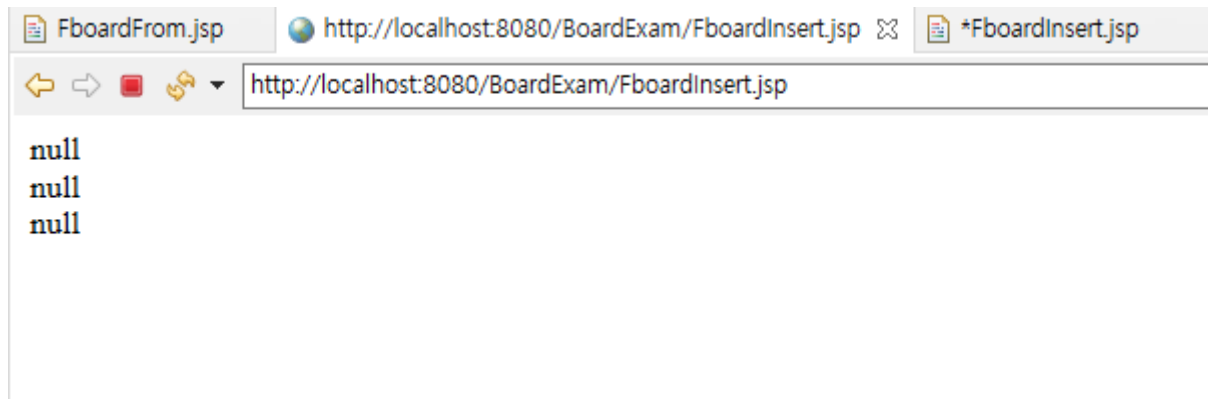 FboardFrom.jsp http://localhost:8080/BoardExam/FboardInsert.jsp *FboardInsert.jsp
http://localhost:8080/BoardExam/FboardInsert.jsp
null
null
null